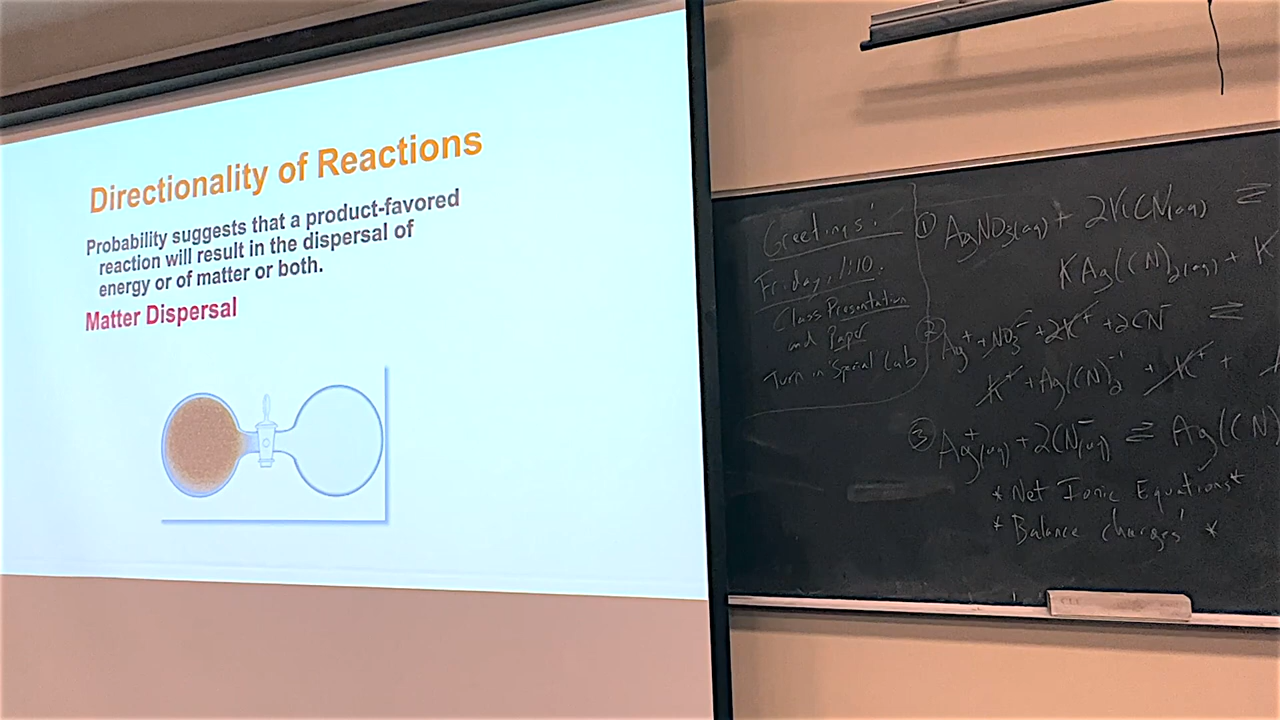 Directionality of Reactions
Probability suggests that a product-favored
reaction will result in the dispersal of
energy or of matter or both.
Matter Dispersal
Greetings!
Friday, 1:10.
Class Presentation
and Paper
Turn in Special Lab
① AgNO₃(aq) + 2KCN(aq) ⇌
KAg(CN)₂(aq) + K
② Ag⁺ + NO₃⁻ + 2K⁺ + 2CN⁻ ⇌
K⁺ + Ag(CN)₂⁻¹ + K⁺ +
③ Ag⁺(aq) + 2CN⁻(aq) ⇌ Ag(CN)
* Net Ionic Equations *
* Balance charges! *